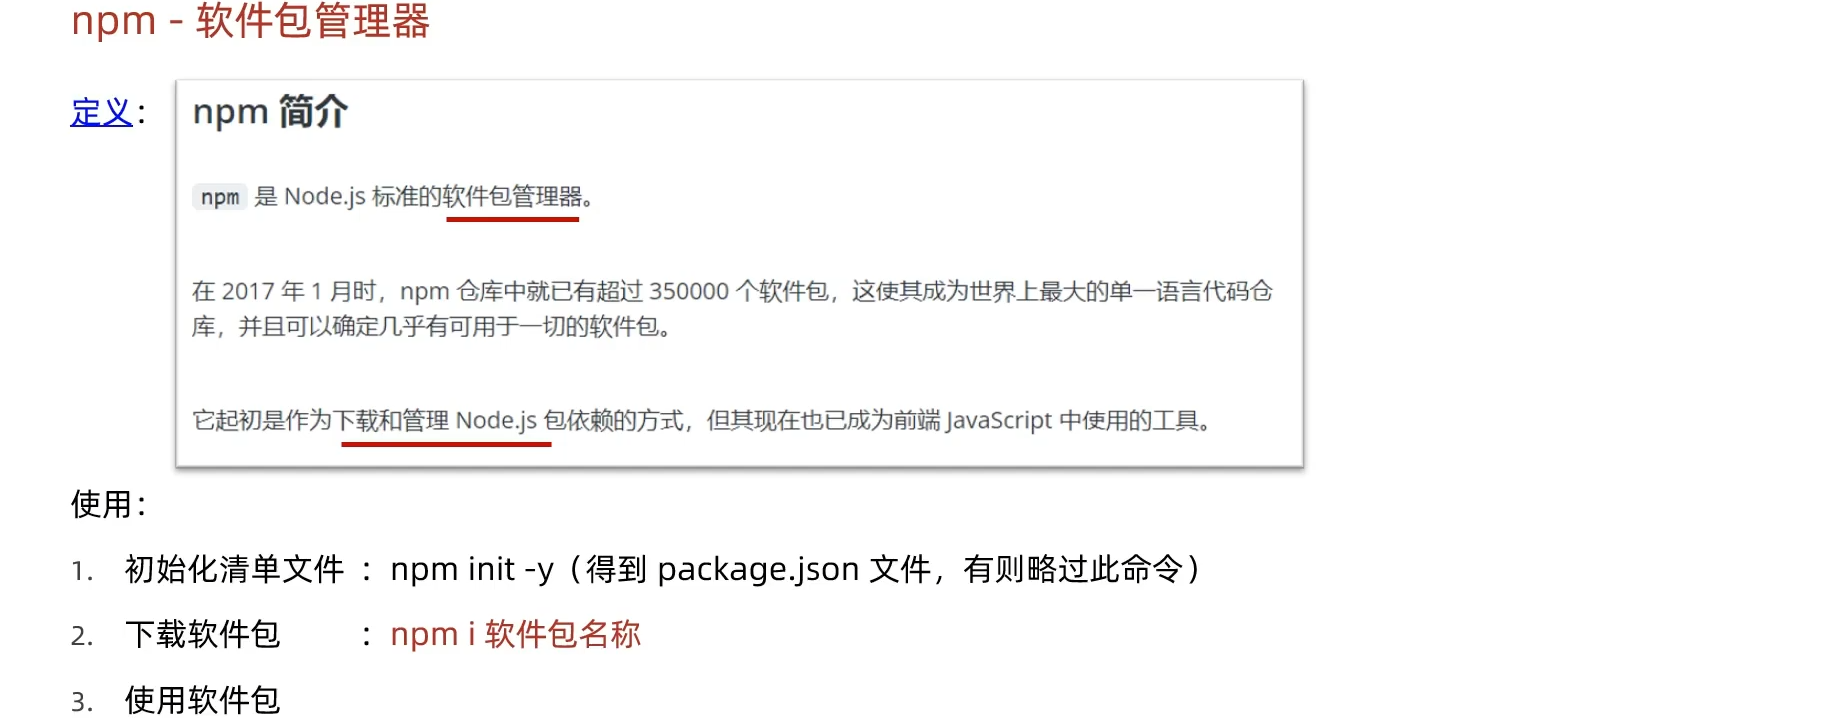 npm - 软件包管理器
定义：
npm 简介
npm 是 Node.js 标准的软件包管理器。
在 2017 年 1 月时，npm 仓库中就已有超过 350000 个软件包，这使其成为世界上最大的单一语言代码仓
库，并且可以确定几乎有可用于一切的软件包。
它起初是作为下载和管理 Node.js 包依赖的方式，但其现在也已成为前端 JavaScript 中使用的工具。
使用：
1. 初始化清单文件 ：npm init -y（得到 package.json 文件，有则略过此命令）
2. 下载软件包 ：npm i 软件包名称
3. 使用软件包